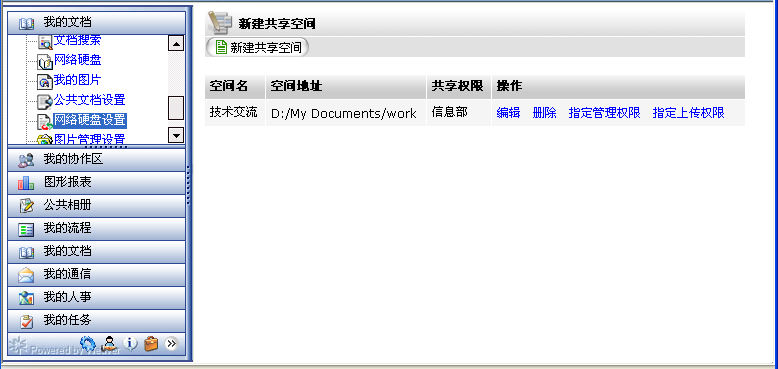 我的文档
文档搜索
网络硬盘
我的图片
公共文档设置
网络硬盘设置
图片管理设置
我的协作区
图形报表
公共相册
我的流程
我的文档
我的通信
我的人事
我的任务
新建共享空间
新建共享空间
空间名 空间地址 共享权限 操作
技术交流 D:/My Documents/work 信息部 编辑 删除 指定管理权限 指定上传权限